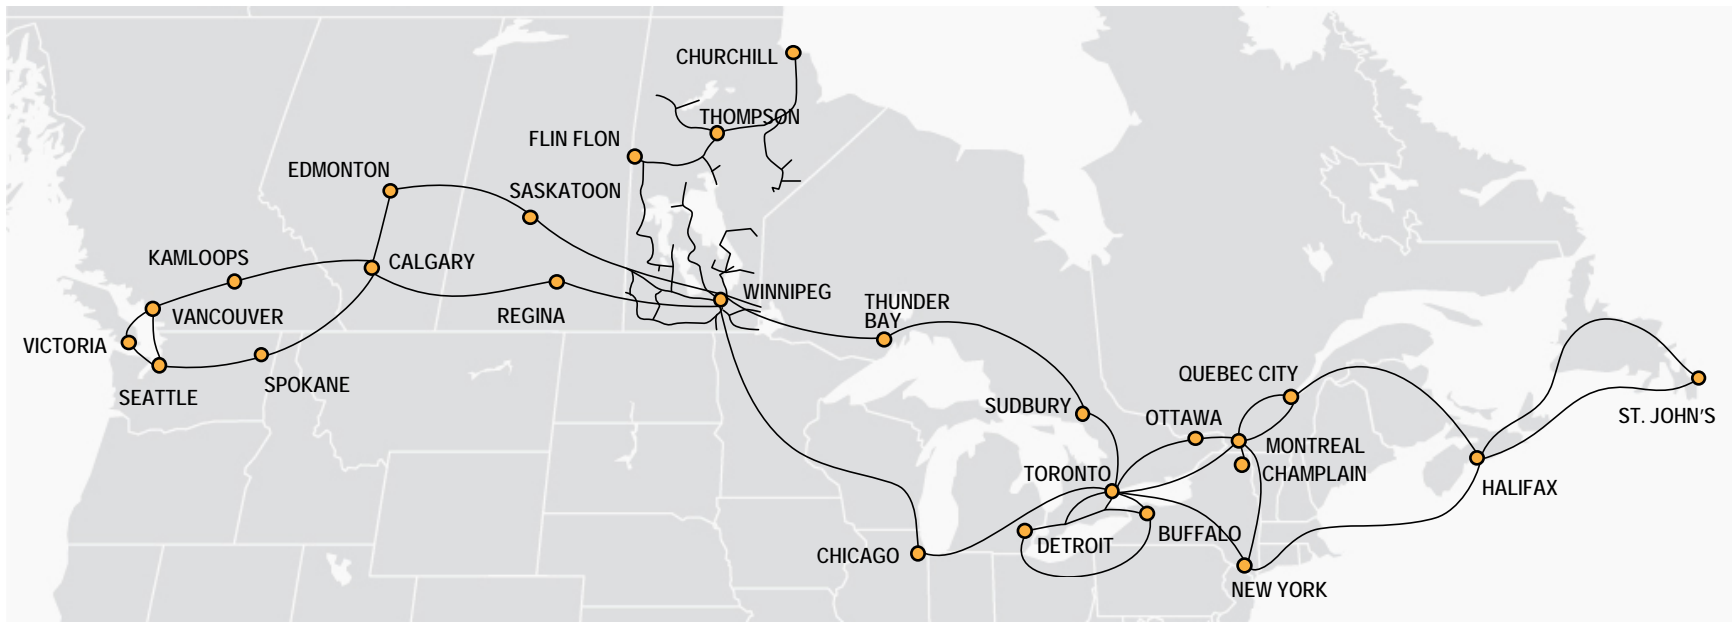 CHURCHILL
THOMPSON
FLIN FLON
EDMONTON
SASKATOON
KAMLOOPS
CALGARY
WINNIPEG
THUNDER
BAY
REGINA
VANCOUVER
VICTORIA
SEATTLE
SPOKANE
QUEBEC CITY
SUDBURY
OTTAWA
ST. JOHN'S
MONTREAL
TORONTO
CHAMPLAIN
HALIFAX
BUFFALO
DETROIT
CHICAGO
NEW YORK